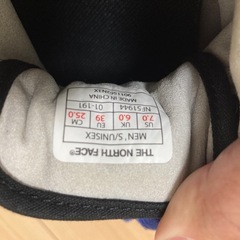 THE NORTH FACE
MEN'S/UNISEX
US UK EU CM
7.0 6.0 39 25.0
NF51944 01-191
MADE IN CHINA